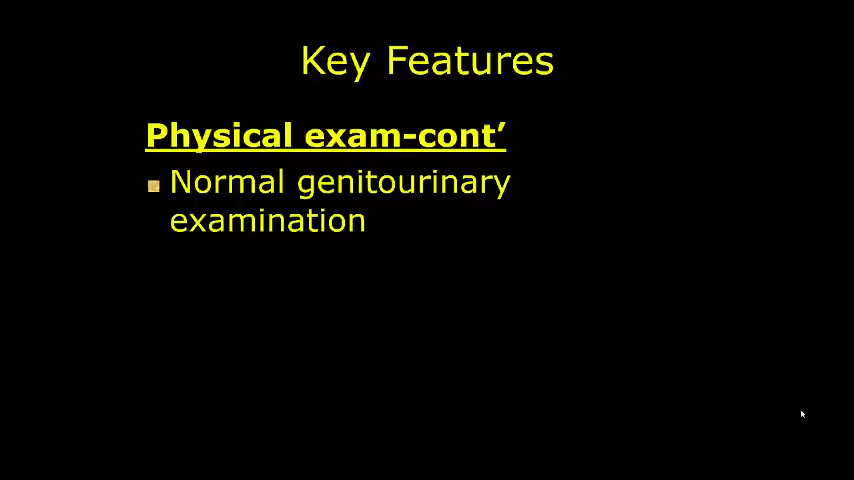 Key Features
Physical exam-cont’
Normal genitourinary
examination